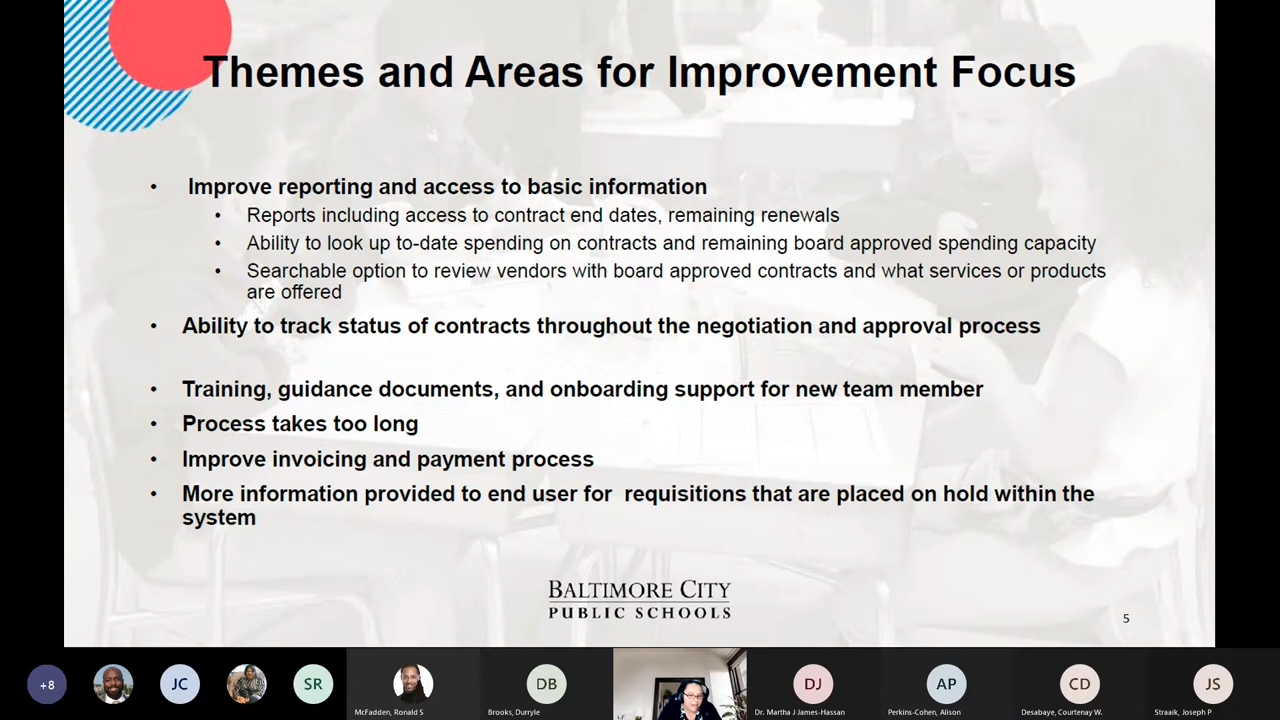 Themes and Areas for Improvement Focus
• Improve reporting and access to basic information
• Reports including access to contract end dates, remaining renewals
• Ability to look up to-date spending on contracts and remaining board approved spending capacity
• Searchable option to review vendors with board approved contracts and what services or products
are offered
• Ability to track status of contracts throughout the negotiation and approval process
• Training, guidance documents, and onboarding support for new team member
• Process takes too long
• Improve invoicing and payment process
• More information provided to end user for requisitions that are placed on hold within the
system
BALTIMORE CITY
PUBLIC SCHOOLS
5
+8
JC
SR
McFadden, Ronald S
DB
Brooks, Durryle
DJ
Dr. Martha J James-Hassan
AP
Perkins-Cohen, Alison
CD
Desabaye, Courtenay W.
JS
Straaik, Joseph P